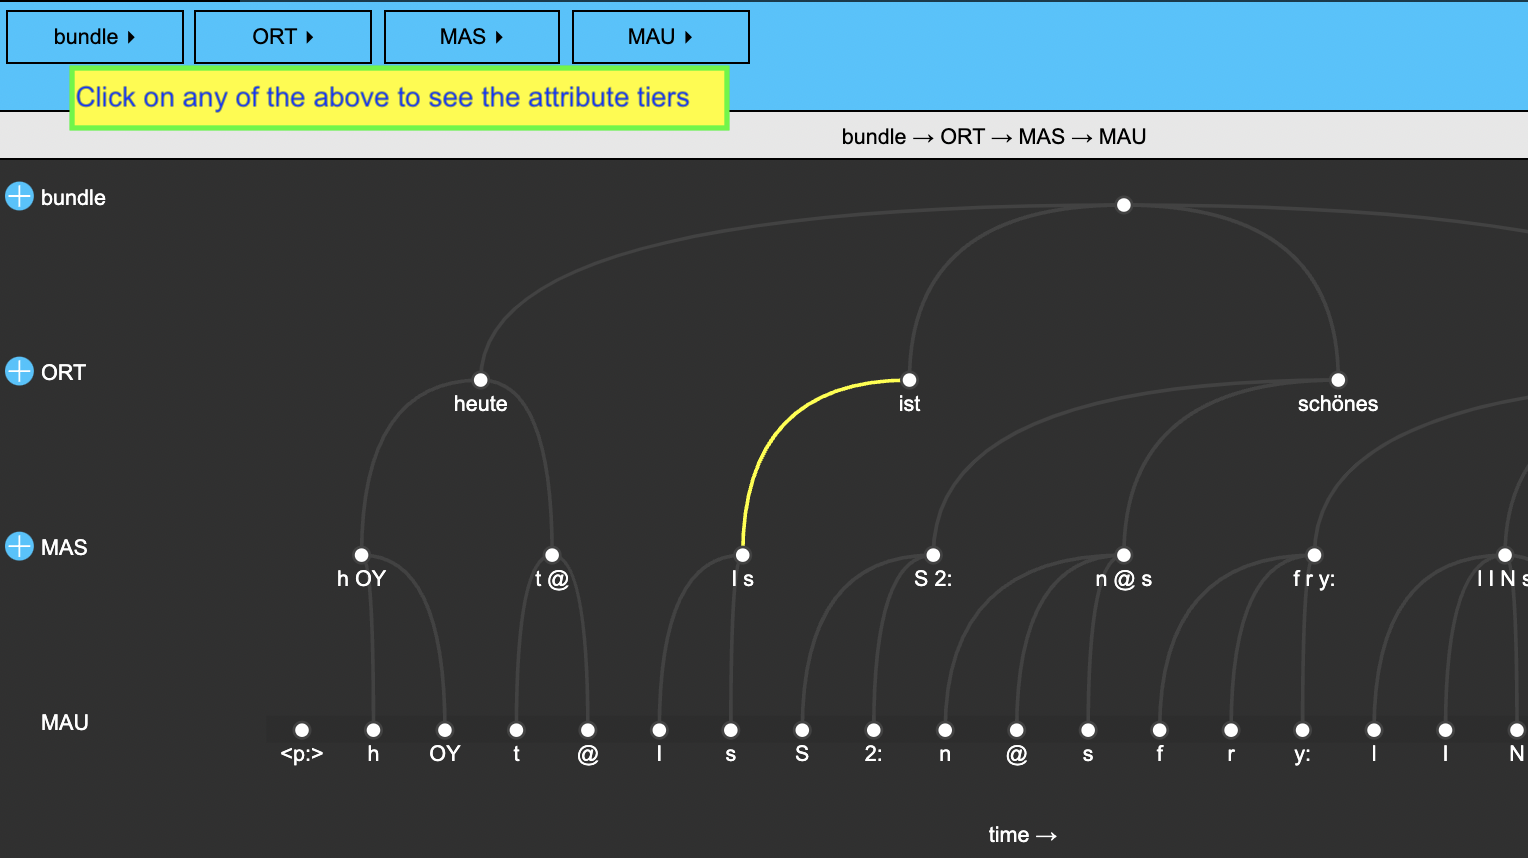 bundle ORT MAS MAU
Click on any of the above to see the attribute tiers
bundle → ORT → MAS → MAU
bundle
ORT
heute ist schönes
MAS
h OY t @ I s S 2: n @ s f r y: l I N s
MAU
<p:> h OY t @ I s S 2: n @ s f r y: l I N
time →